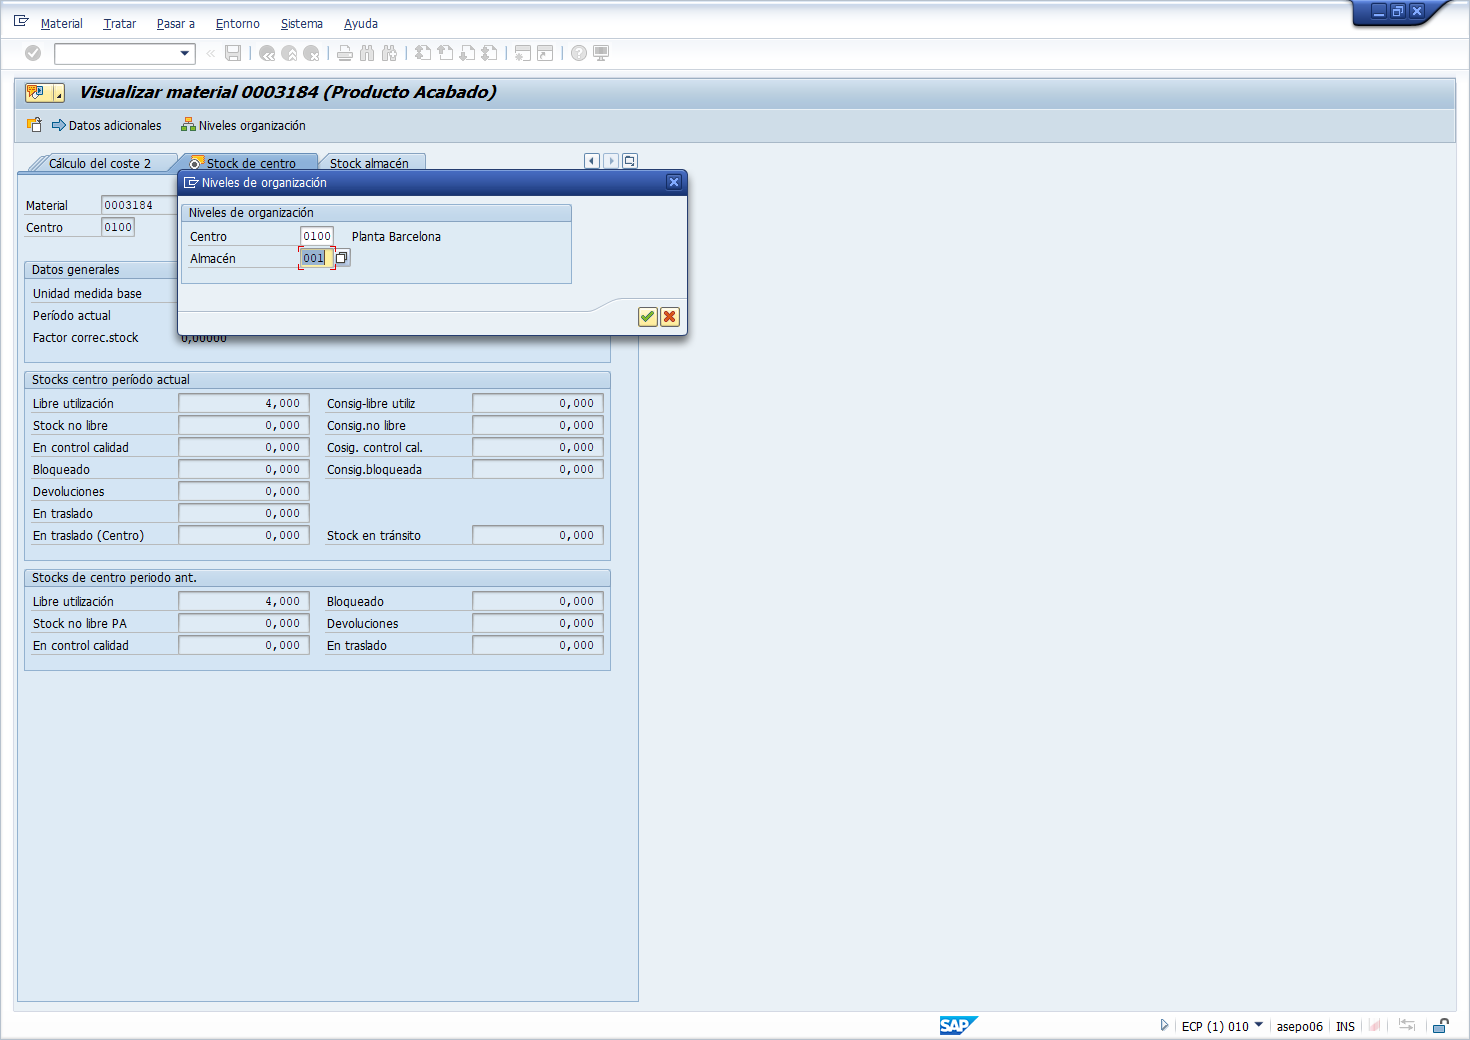 Material Tratar Pasar a Entorno Sistema Ayuda
Visualizar material 0003184 (Producto Acabado)
Datos adicionales Niveles organización
Cálculo del coste 2 Stock de centro Stock almacén
Niveles de organización
Niveles de organización
Centro 0100 Planta Barcelona
Almacén 001
Material 0003184
Centro 0100
Datos generales
Unidad medida base
Período actual
Factor correc.stock 0,00000
Stocks centro período actual
Libre utilización 4,000 Consig-libre utiliz 0,000
Stock no libre 0,000 Consig.no libre 0,000
En control calidad 0,000 Cosig. control cal. 0,000
Bloqueado 0,000 Consig.bloqueada 0,000
Devoluciones 0,000
En traslado 0,000
En traslado (Centro) 0,000 Stock en tránsito 0,000
Stocks de centro periodo ant.
Libre utilización 4,000 Bloqueado 0,000
Stock no libre PA 0,000 Devoluciones 0,000
En control calidad 0,000 En traslado 0,000
SAP ECP (1) 010 asepo06 INS